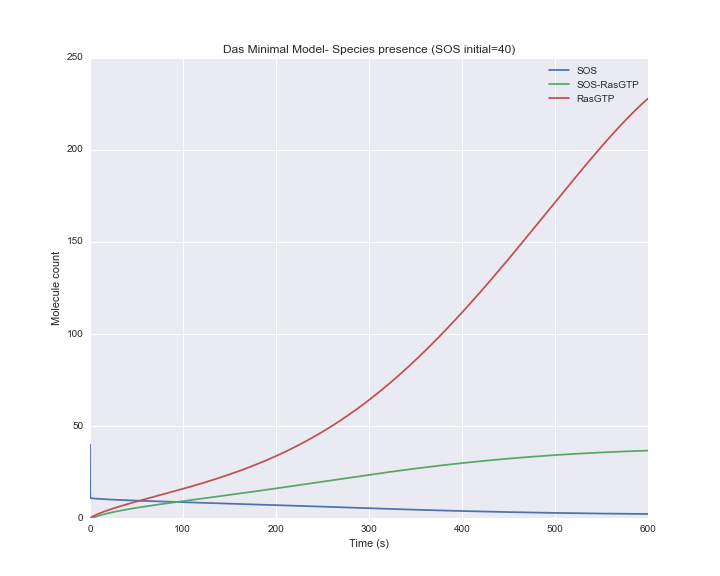 Das Minimal Model- Species presence (SOS initial=40)
250
200
150
100
50
0
Molecule count
SOS
SOS-RasGTP
RasGTP
0 100 200 300 400 500 600
Time (s)